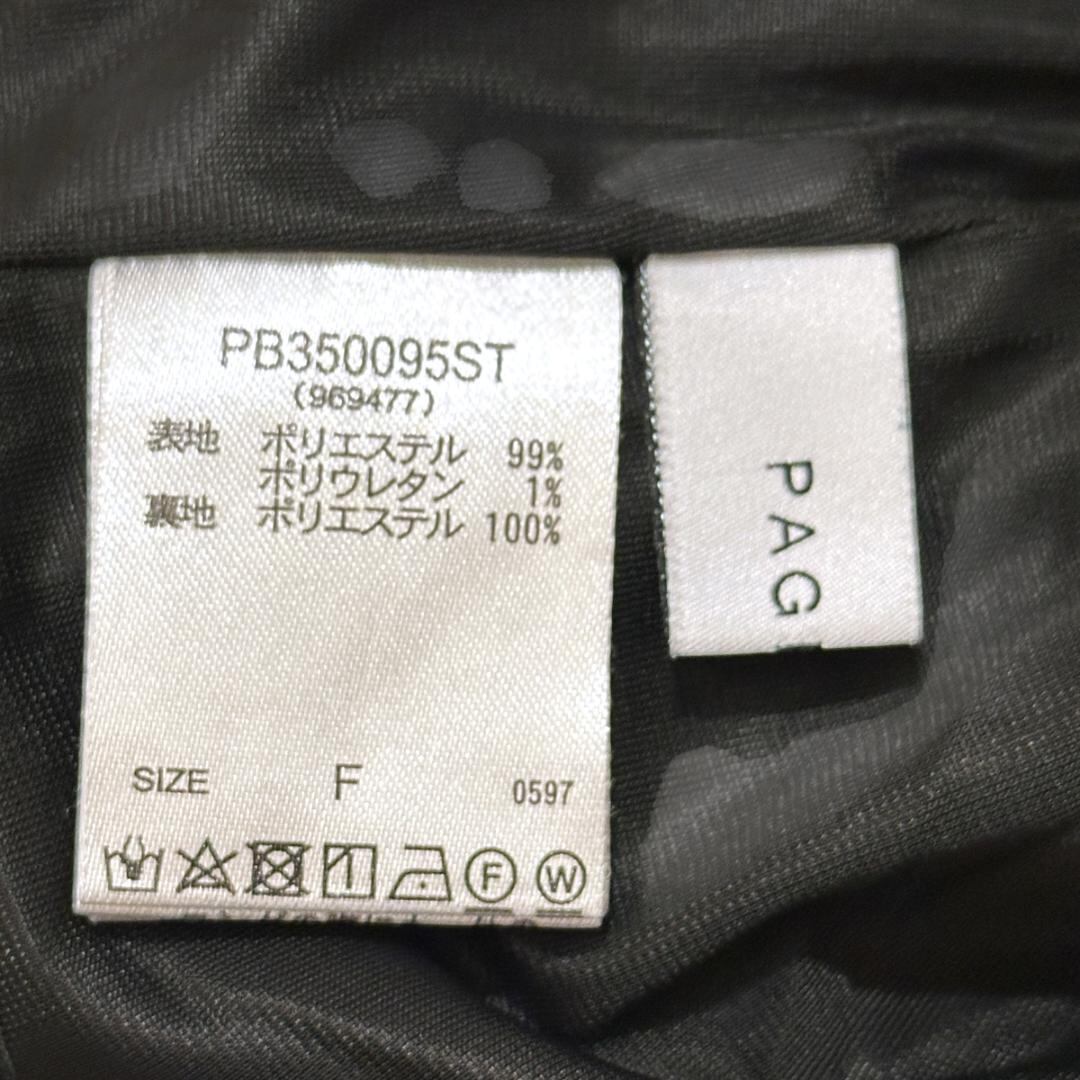 PB350095ST
(969477)
表地 ポリエステル 99%
ポリウレタン 1%
裏地 ポリエステル 100%
SIZE F 0597
F W
PAG